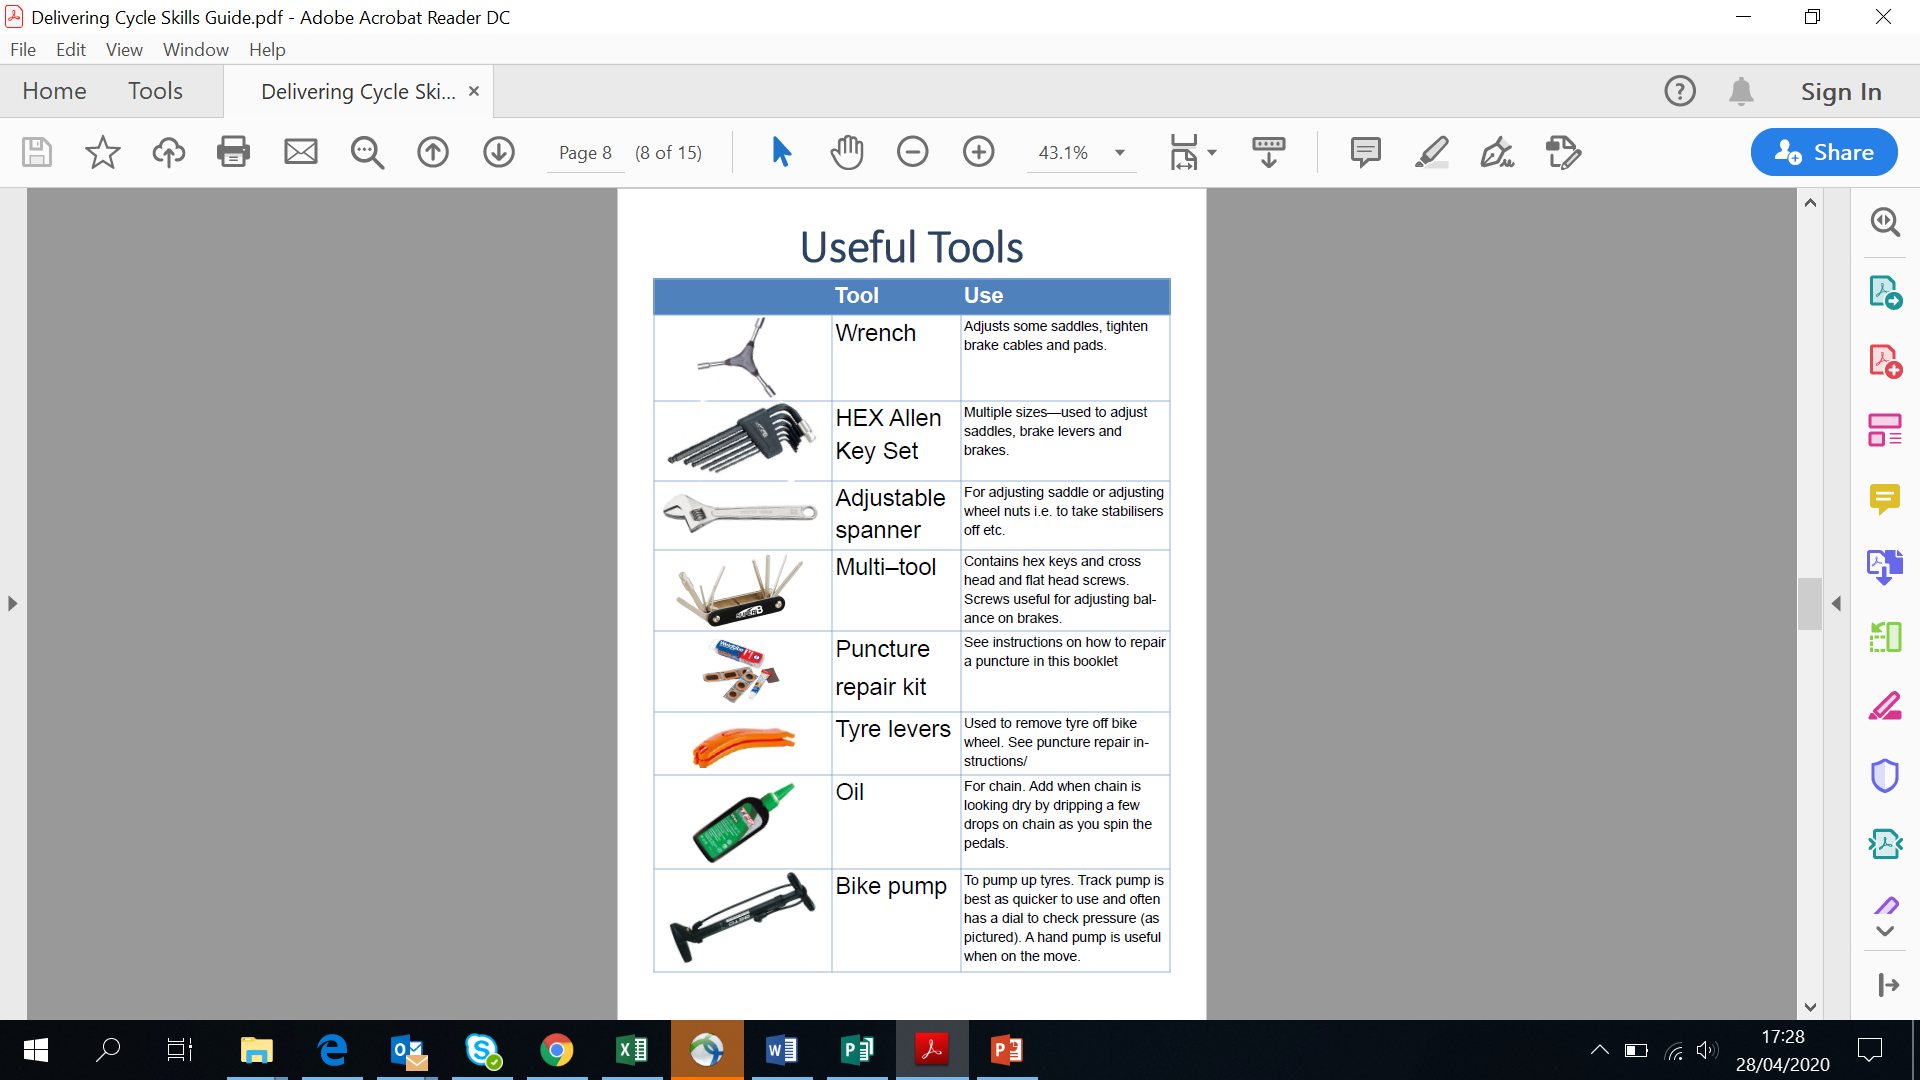 Delivering Cycle Skills Guide.pdf - Adobe Acrobat Reader DC
File Edit View Window Help
Home Tools Delivering Cycle Ski... × Sign In
Page 8 (8 of 15) 43.1% Share
Useful Tools
Tool Use
Wrench
Adjusts some saddles, tighten
brake cables and pads.
HEX Allen
Key Set
Multiple sizes—used to adjust
saddles, brake levers and
brakes.
Adjustable
spanner
For adjusting saddle or adjusting
wheel nuts i.e. to take stabilisers
off etc.
Multi–tool
Contains hex keys and cross
head and flat head screws.
Screws useful for adjusting bal-
ance on brakes.
Puncture
repair kit
See instructions on how to repair
a puncture in this booklet
Tyre levers
Used to remove tyre off bike
wheel. See puncture repair in-
structions/
Oil
For chain. Add when chain is
looking dry by dripping a few
drops on chain as you spin the
pedals.
Bike pump
To pump up tyres. Track pump is
best as quicker to use and often
has a dial to check pressure (as
pictured). A hand pump is useful
when on the move.
17:28
28/04/2020